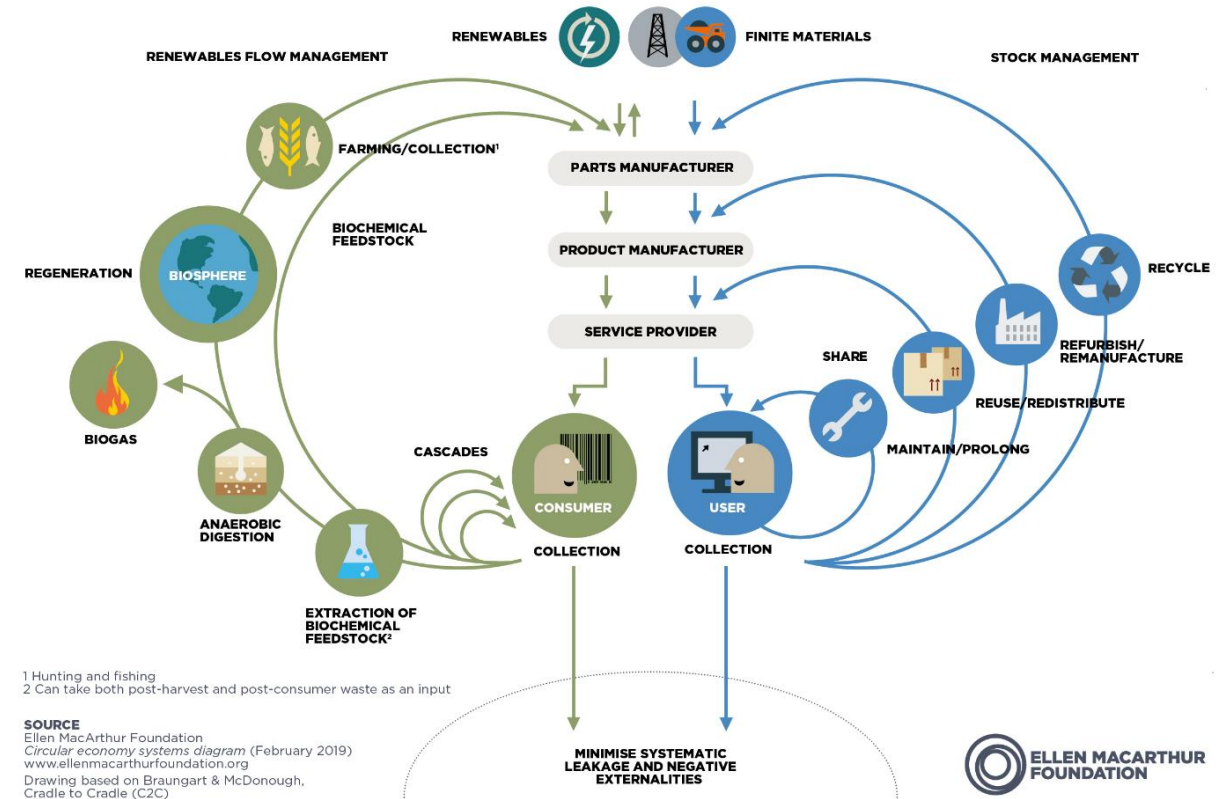 RENEWABLES
FINITE MATERIALS
RENEWABLES FLOW MANAGEMENT
STOCK MANAGEMENT
FARMING/COLLECTION¹
PARTS MANUFACTURER
BIOCHEMICAL
FEEDSTOCK
PRODUCT MANUFACTURER
REGENERATION
BIOSPHERE
RECYCLE
SERVICE PROVIDER
SHARE
REFURBISH/
REMANUFACTURE
REUSE/REDISTRIBUTE
BIOGAS
CASCADES
MAINTAIN/PROLONG
CONSUMER
USER
ANAEROBIC
DIGESTION
COLLECTION
COLLECTION
EXTRACTION OF
BIOCHEMICAL
FEEDSTOCK²
1 Hunting and fishing
2 Can take both post-harvest and post-consumer waste as an input
SOURCE
Ellen MacArthur Foundation
Circular economy systems diagram (February 2019)
www.ellenmacarthurfoundation.org
Drawing based on Braungart & McDonough,
Cradle to Cradle (C2C)
MINIMISE SYSTEMATIC
LEAKAGE AND NEGATIVE
EXTERNALITIES
ELLEN MACARTHUR
FOUNDATION